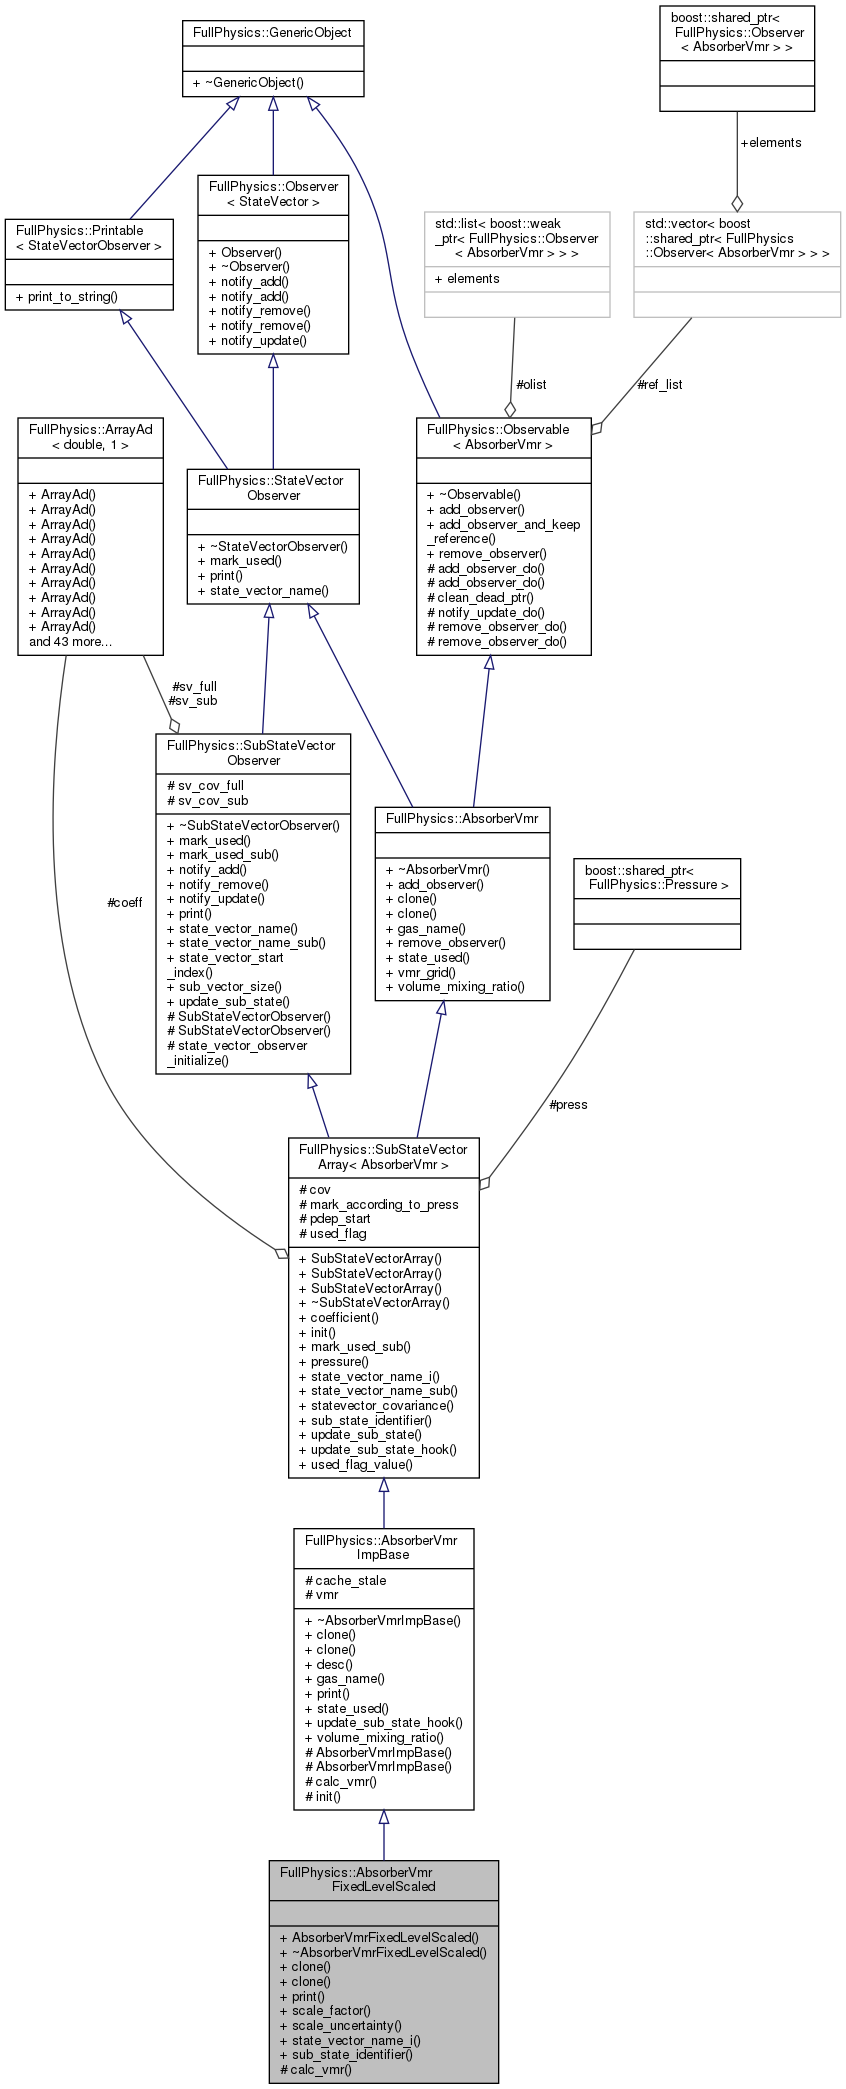 FullPhysics::GenericObject
+ ~GenericObject()
boost::shared_ptr<
FullPhysics::Observer
< AbsorberVmr > >
+elements
FullPhysics::Printable
< StateVectorObserver >
+ print_to_string()
FullPhysics::Observer
< StateVector >
+ Observer()
+ ~Observer()
+ notify_add()
+ notify_add()
+ notify_remove()
+ notify_remove()
+ notify_update()
std::list< boost::weak
_ptr< FullPhysics::Observer
< AbsorberVmr > > >
+ elements
std::vector< boost
::shared_ptr< FullPhysics
::Observer< AbsorberVmr > > >
#olist
#ref_list
FullPhysics::ArrayAd
< double, 1 >
+ ArrayAd()
+ ArrayAd()
+ ArrayAd()
+ ArrayAd()
+ ArrayAd()
+ ArrayAd()
+ ArrayAd()
+ ArrayAd()
+ ArrayAd()
+ ArrayAd()
and 43 more...
FullPhysics::StateVector
Observer
+ ~StateVectorObserver()
+ mark_used()
+ print()
+ state_vector_name()
FullPhysics::Observable
< AbsorberVmr >
+ ~Observable()
+ add_observer()
+ add_observer_and_keep
_reference()
+ remove_observer()
# add_observer_do()
# add_observer_do()
# clean_dead_ptr()
# notify_update_do()
# remove_observer_do()
# remove_observer_do()
#sv_full
#sv_sub
FullPhysics::SubStateVector
Observer
# sv_cov_full
# sv_cov_sub
+ ~SubStateVectorObserver()
+ mark_used()
+ mark_used_sub()
+ notify_add()
+ notify_remove()
+ notify_update()
+ print()
+ state_vector_name()
+ state_vector_name_sub()
+ state_vector_start
_index()
+ sub_vector_size()
+ update_sub_state()
# SubStateVectorObserver()
# SubStateVectorObserver()
# state_vector_observer
_initialize()
FullPhysics::AbsorberVmr
+ ~AbsorberVmr()
+ add_observer()
+ clone()
+ clone()
+ gas_name()
+ remove_observer()
+ state_used()
+ vmr_grid()
+ volume_mixing_ratio()
boost::shared_ptr<
FullPhysics::Pressure >
#coeff
#press
FullPhysics::SubStateVector
Array< AbsorberVmr >
# cov
# mark_according_to_press
# pdep_start
# used_flag
+ SubStateVectorArray()
+ SubStateVectorArray()
+ SubStateVectorArray()
+ ~SubStateVectorArray()
+ coefficient()
+ init()
+ mark_used_sub()
+ pressure()
+ state_vector_name_i()
+ state_vector_name_sub()
+ statevector_covariance()
+ sub_state_identifier()
+ update_sub_state()
+ update_sub_state_hook()
+ used_flag_value()
FullPhysics::AbsorberVmr
ImpBase
# cache_stale
# vmr
+ ~AbsorberVmrImpBase()
+ clone()
+ clone()
+ desc()
+ gas_name()
+ print()
+ state_used()
+ update_sub_state_hook()
+ volume_mixing_ratio()
# AbsorberVmrImpBase()
# AbsorberVmrImpBase()
# calc_vmr()
# init()
FullPhysics::AbsorberVmr
FixedLevelScaled
+ AbsorberVmrFixedLevelScaled()
+ ~AbsorberVmrFixedLevelScaled()
+ clone()
+ clone()
+ print()
+ scale_factor()
+ scale_uncertainty()
+ state_vector_name_i()
+ sub_state_identifier()
# calc_vmr()